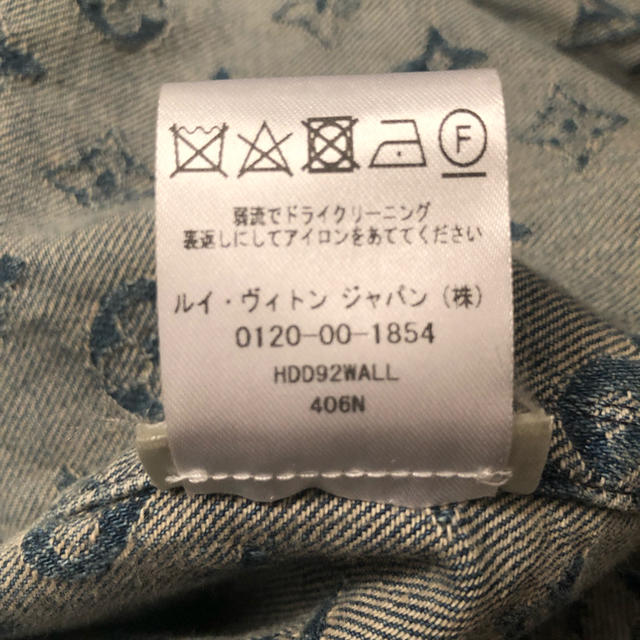 F
弱流でドライクリーニング
裏返しにしてアイロンをあててください
ルイ・ヴィトン ジャパン（株）
0120-00-1854
HDD92WALL
406N